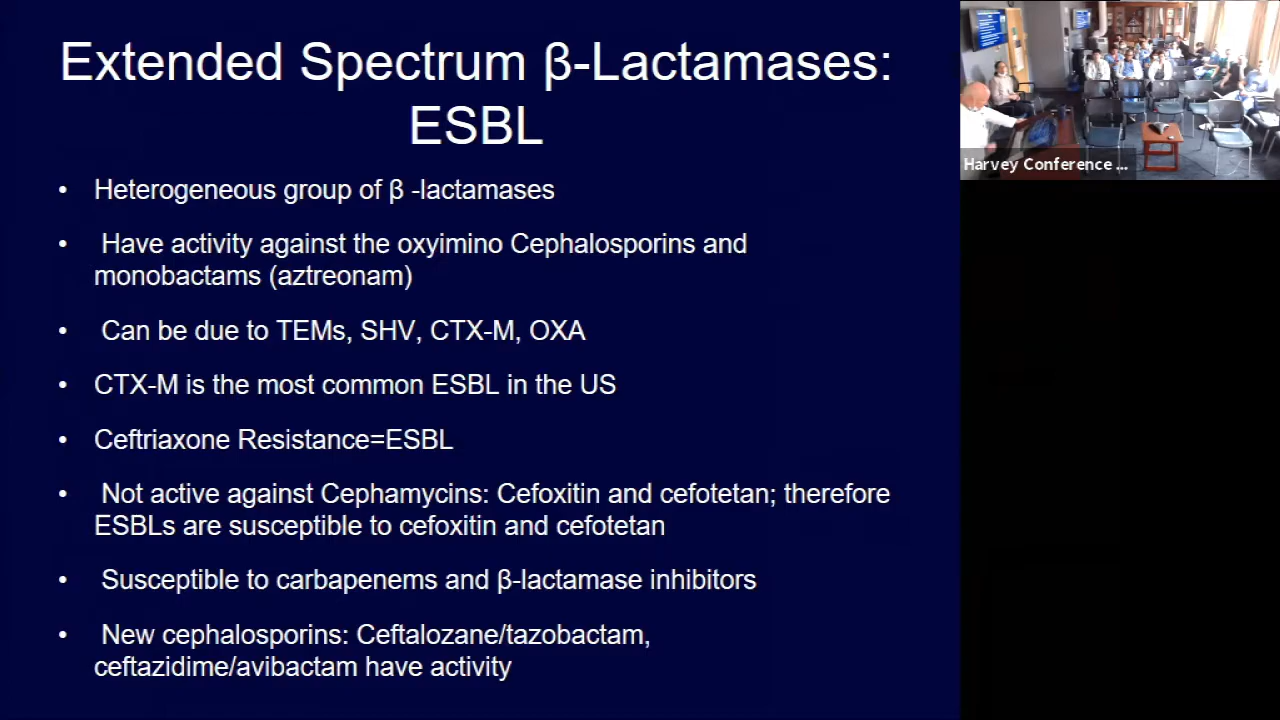 Extended Spectrum β-Lactamases:
ESBL
• Heterogeneous group of β -lactamases
• Have activity against the oxyimino Cephalosporins and
monobactams (aztreonam)
• Can be due to TEMs, SHV, CTX-M, OXA
• CTX-M is the most common ESBL in the US
• Ceftriaxone Resistance=ESBL
• Not active against Cephamycins: Cefoxitin and cefotetan; therefore
ESBLs are susceptible to cefoxitin and cefotetan
• Susceptible to carbapenems and β-lactamase inhibitors
• New cephalosporins: Ceftalozane/tazobactam,
ceftazidime/avibactam have activity
Harvey Conference ...